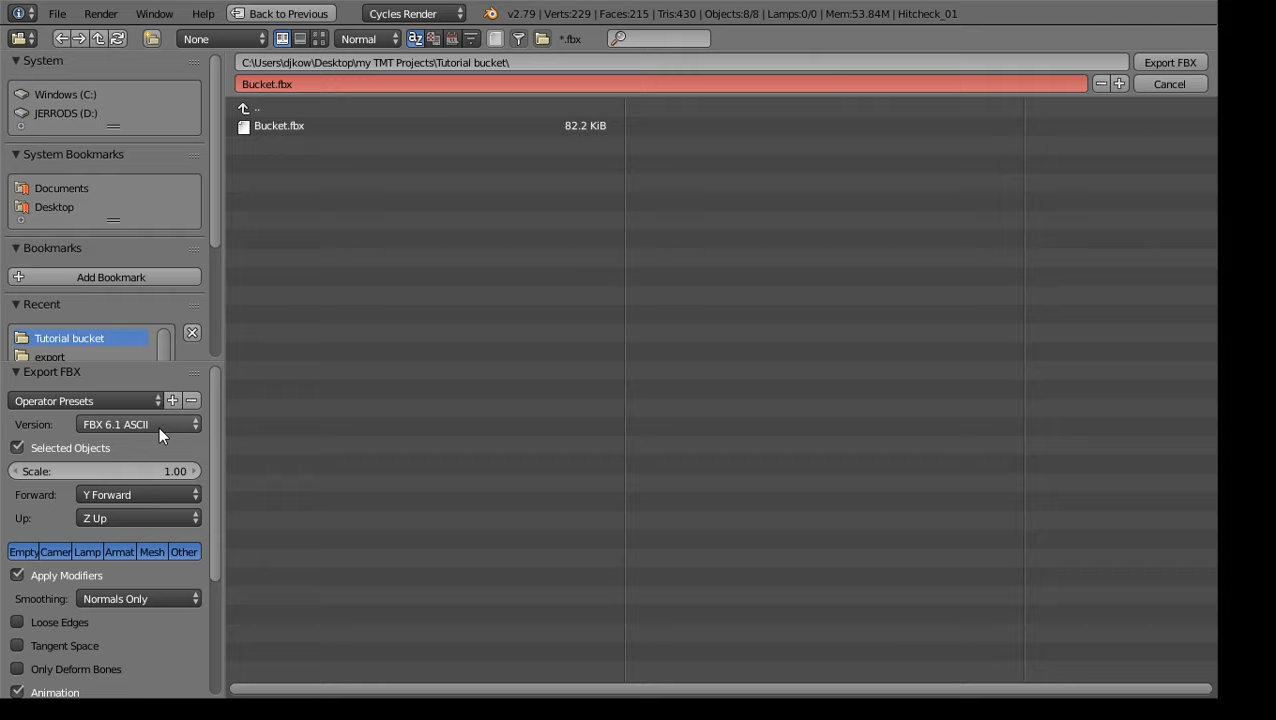 File Render Window Help Back to Previous Cycles Render v2.79 | Verts:229 | Faces:215 | Tris:430 | Objects:8/8 | Lamps:0/0 | Mem:53.84M | Hitcheck_01
None Normal *.fbx
System
C:\Users\djkow\Desktop\my TMT Projects\Tutorial bucket\ Export FBX
Bucket.fbx Cancel
Windows (C:)
JERRODS (D:)
..
Bucket.fbx 82.2 KiB
System Bookmarks
Documents
Desktop
Bookmarks
Add Bookmark
Recent
Tutorial bucket
export
Export FBX
Operator Presets
Version: FBX 6.1 ASCII
Selected Objects
Scale: 1.00
Forward: Y Forward
Up: Z Up
Empty Camer Lamp Armat Mesh Other
Apply Modifiers
Smoothing: Normals Only
Loose Edges
Tangent Space
Only Deform Bones
Animation